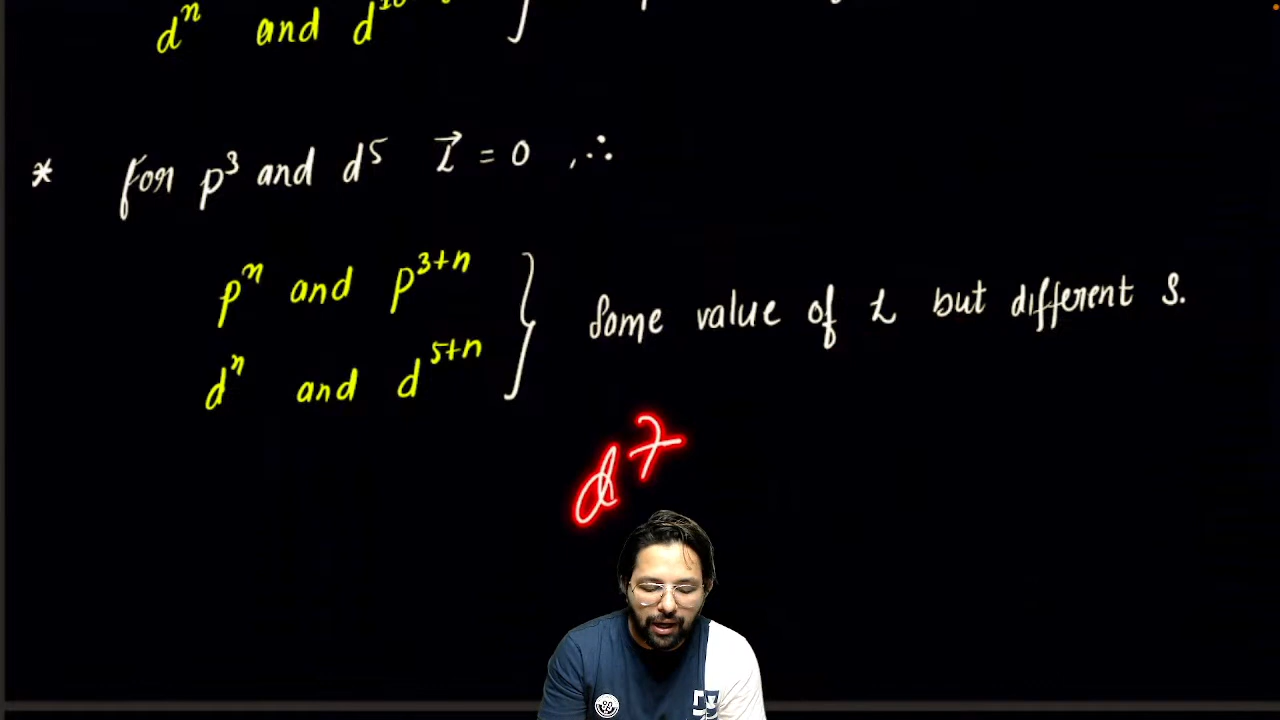 dⁿ and d¹⁰
* for p³ and d⁵ L⃗ = 0 , ∴
pⁿ and p³⁺ⁿ
Same value of L but different S.
dⁿ and d⁵⁺ⁿ
d⁷